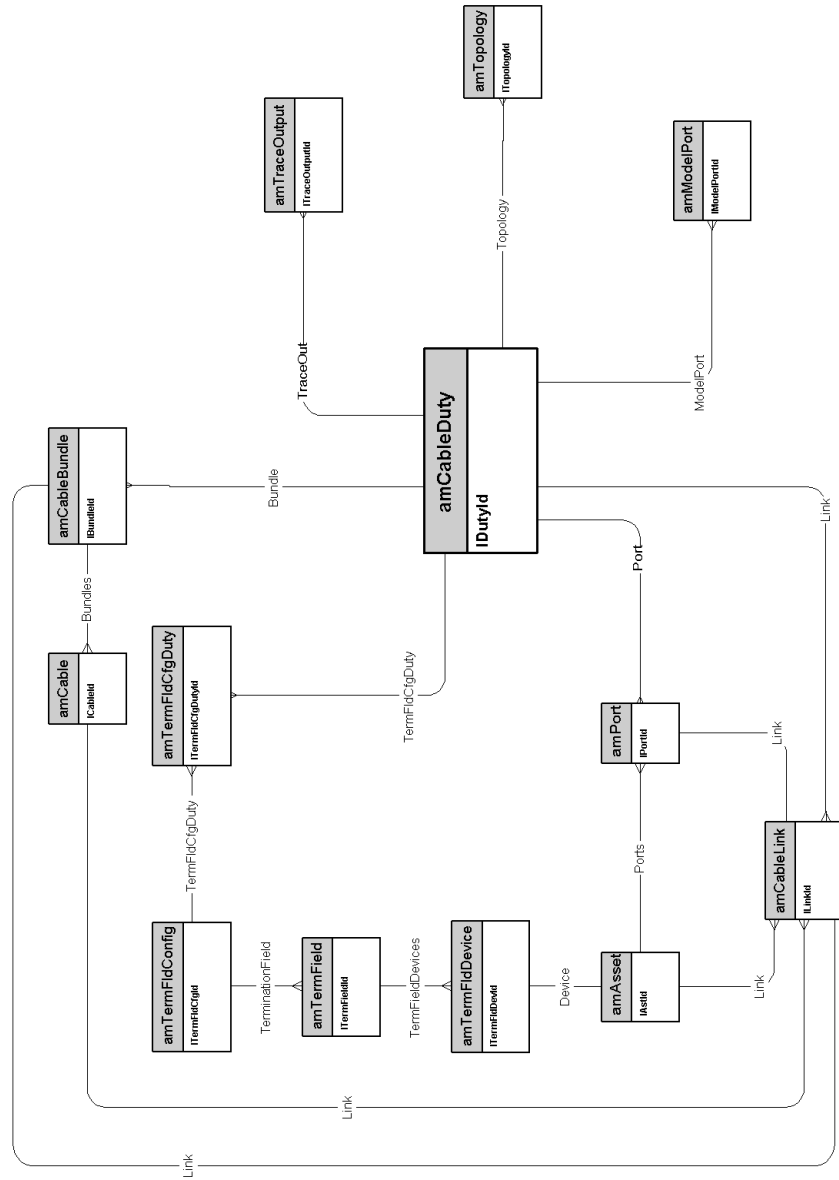 amTopology
lTopologyId
amTraceOutput
lTraceOutputId
amModelPort
lModelPortId
Topology
TraceOut
ModelPort
amCableDuty
lDutyId
amCableBundle
lBundleId
Bundle
Link
Bundles
Port
amCable
lCableId
amTermFldCfgDuty
lTermFldCfgDutyId
TermFldCfgDuty
amPort
lPortId
Link
TermFldCfgDuty
Ports
amCableLink
lLinkId
amTermFldConfig
lTermFldCfgId
TerminationField
amTermField
lTermFieldId
TermFieldDevices
amTermFldDevice
lTermFldDevId
Device
amAsset
lAstId
Link
Link
Link